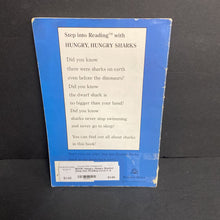 Step into Reading™ with
HUNGRY, HUNGRY SHARKS
Did you know
there were sharks on earth
even before the dinosaurs?
Did you know
the dwarf shark is
no bigger than your hand?
Did you know
sharks never stop swimming
and never go to sleep?
You can find out all about sharks
in this book!